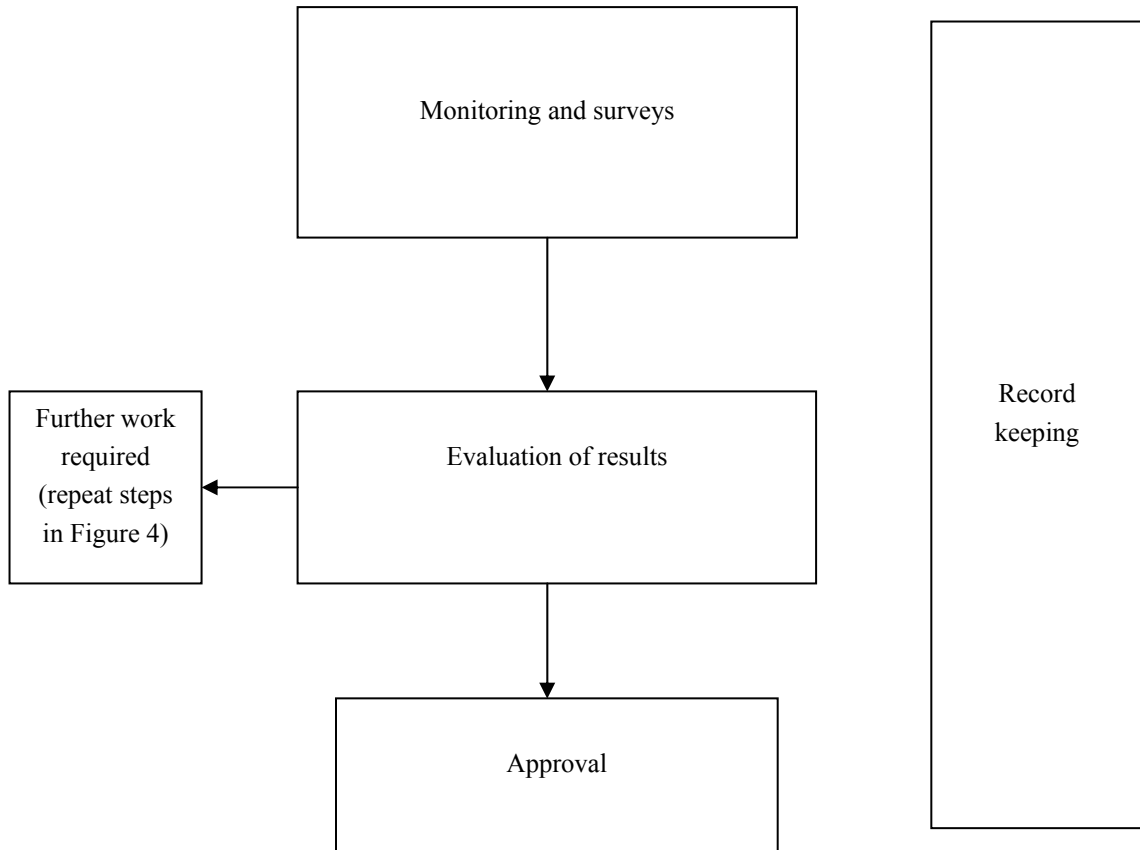 Monitoring and surveys
Further work
required
(repeat steps
in Figure 4)
Evaluation of results
Record
keeping
Approval